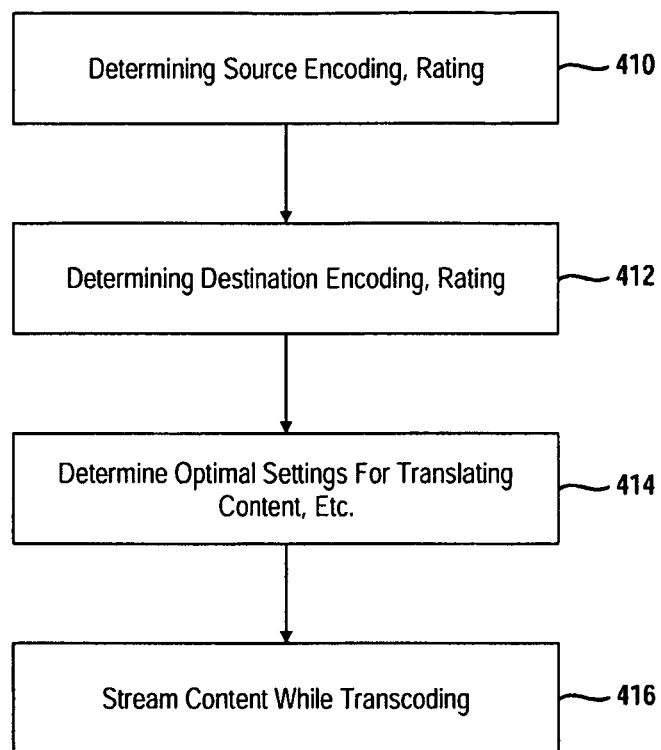 Determining Source Encoding, Rating
410
Determining Destination Encoding, Rating
412
Determine Optimal Settings For Translating
Content, Etc.
414
Stream Content While Transcoding
416